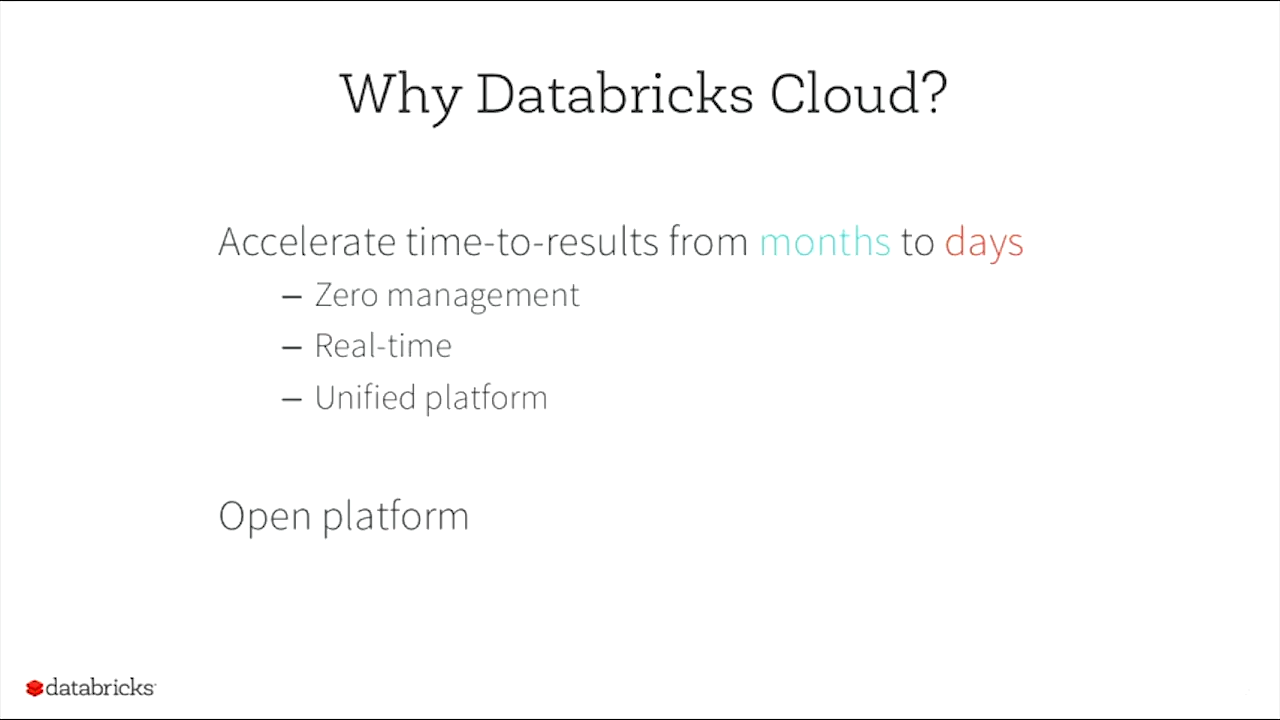 Why Databricks Cloud?
Accelerate time-to-results from months to days
– Zero management
– Real-time
– Unified platform
Open platform
databricks